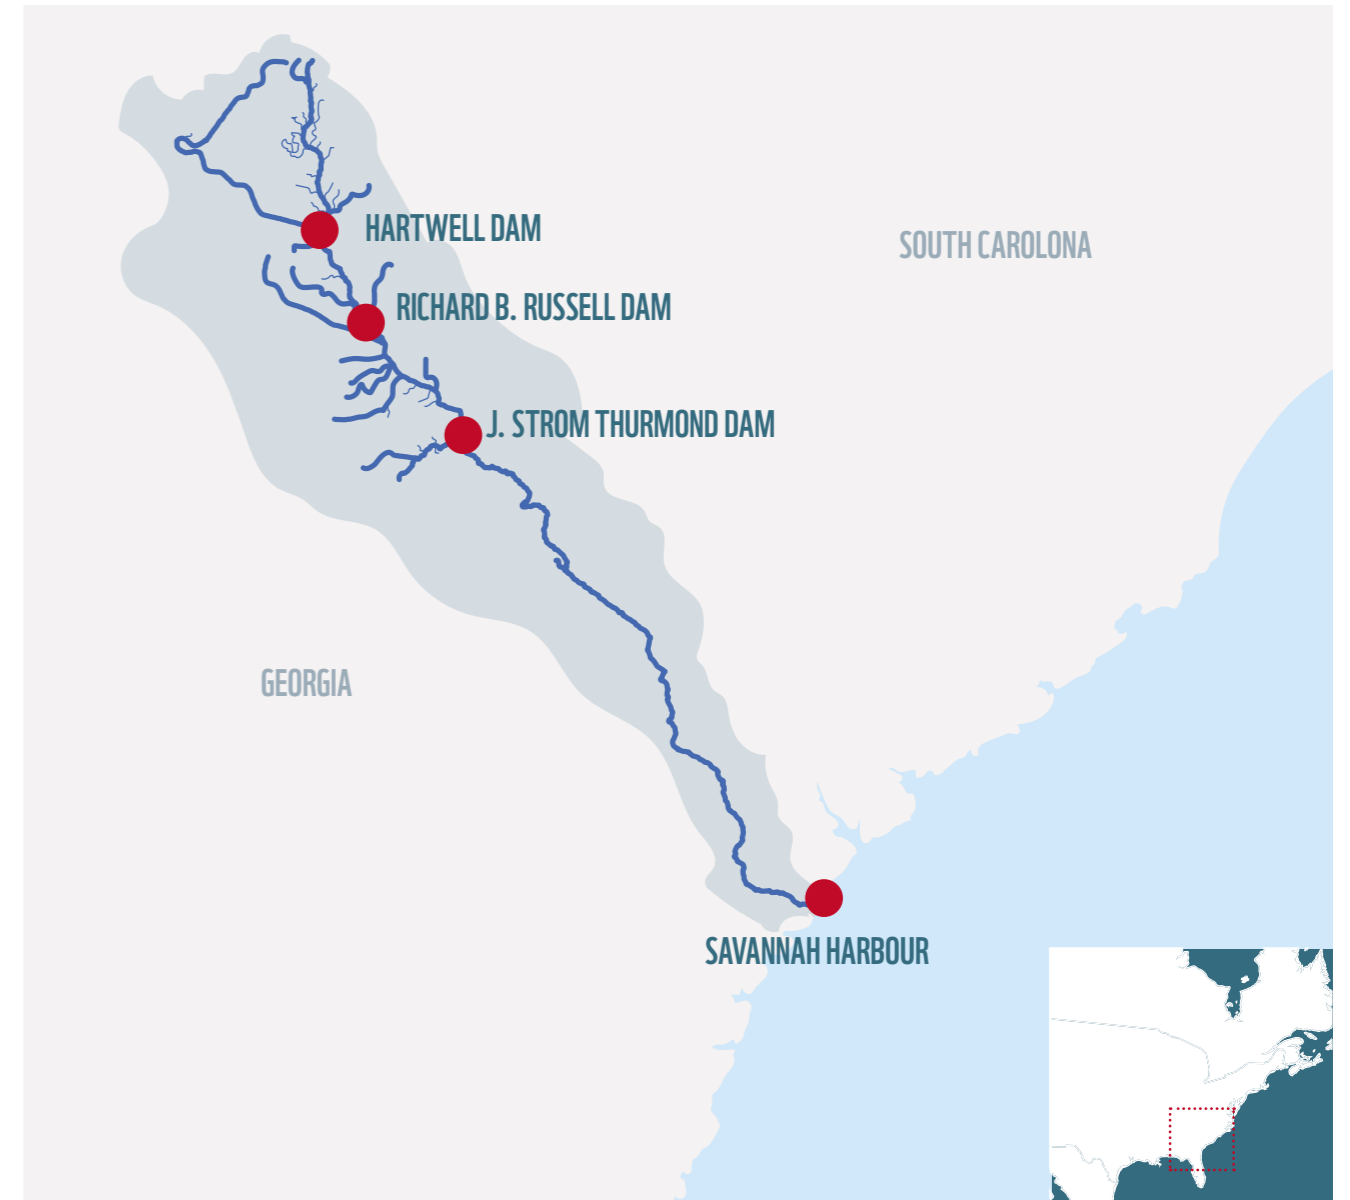 HARTWELL DAM
SOUTH CAROLONA
RICHARD B. RUSSELL DAM
J. STROM THURMOND DAM
GEORGIA
SAVANNAH HARBOUR